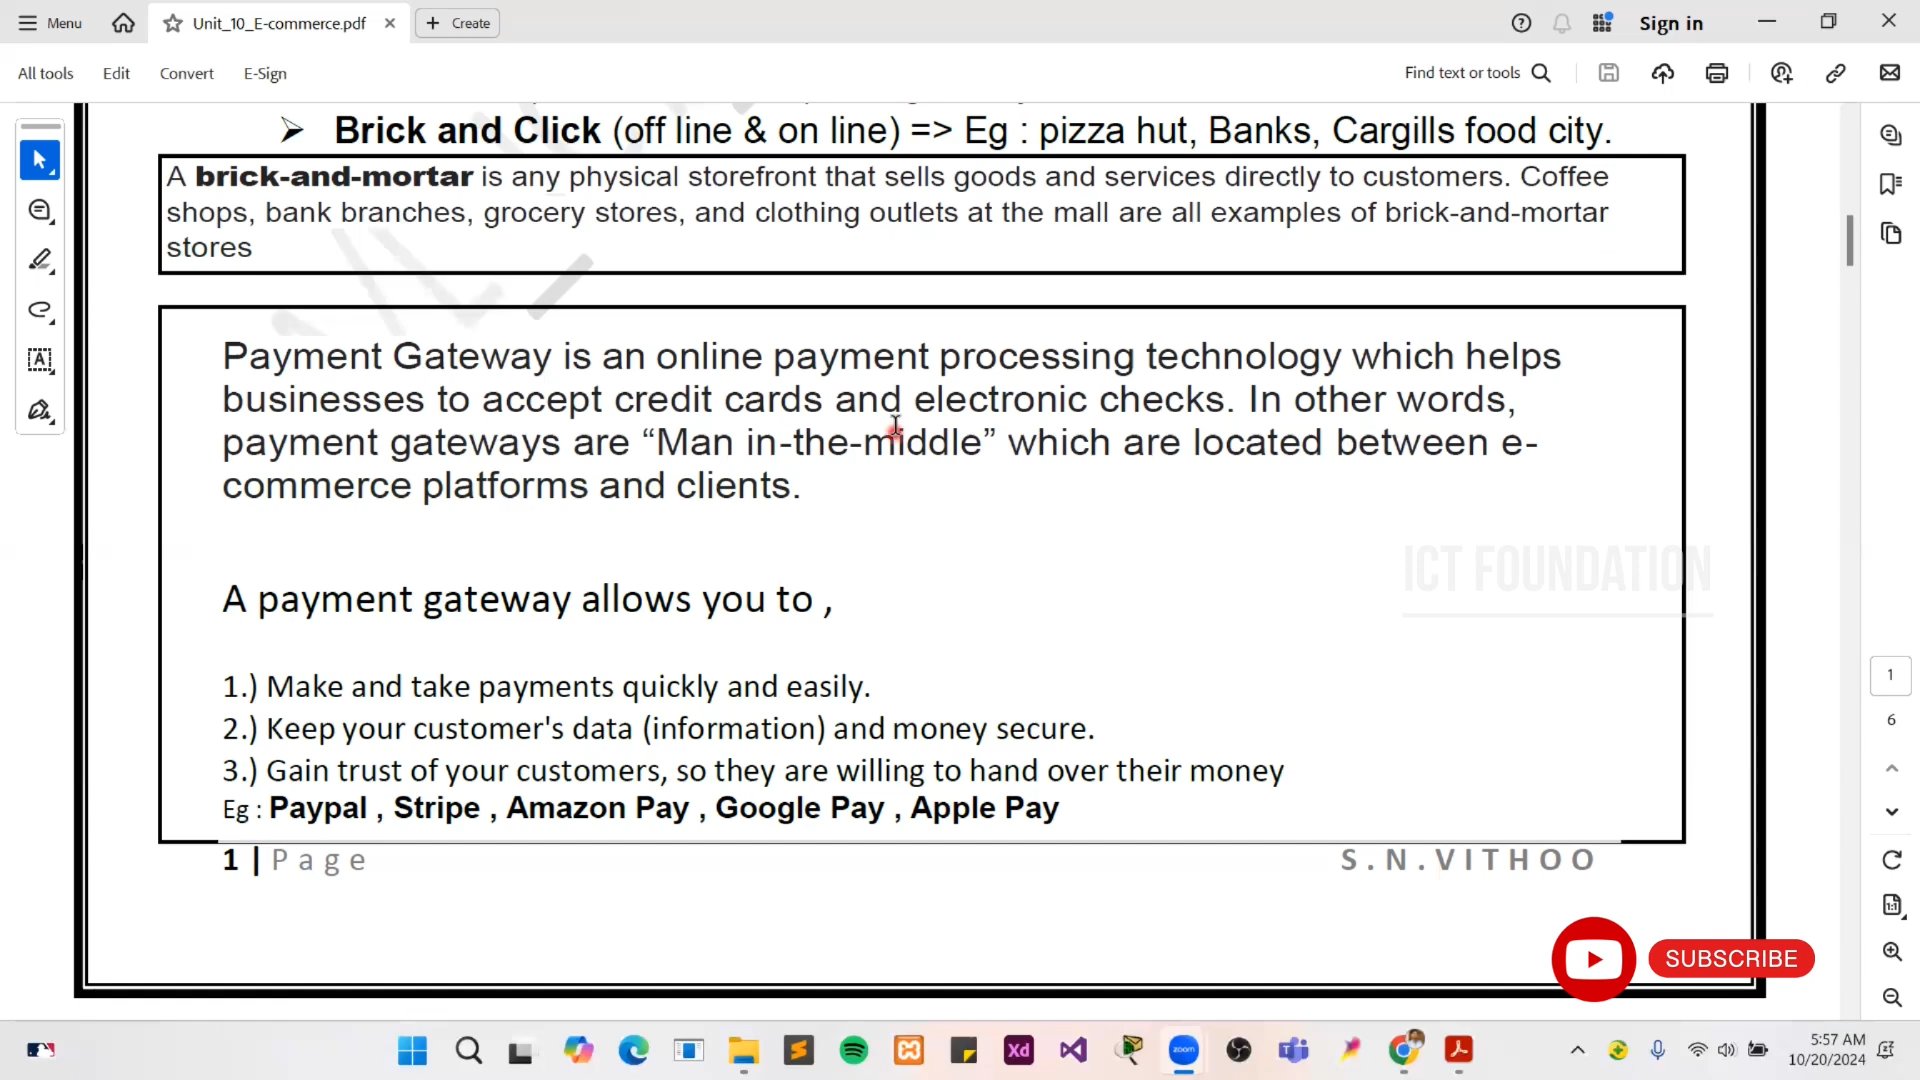 Menu
Unit_10_E-commerce.pdf
Create
Sign in
All tools
Edit
Convert
E-Sign
Find text or tools
➤ Brick and Click (off line & on line) => Eg : pizza hut, Banks, Cargills food city.
A brick-and-mortar is any physical storefront that sells goods and services directly to customers. Coffee
shops, bank branches, grocery stores, and clothing outlets at the mall are all examples of brick-and-mortar
stores
Payment Gateway is an online payment processing technology which helps
businesses to accept credit cards and electronic checks. In other words,
payment gateways are “Man in-the-middle” which are located between e-
commerce platforms and clients.
ICT FOUNDATION
A payment gateway allows you to ,
1.) Make and take payments quickly and easily.
2.) Keep your customer's data (information) and money secure.
3.) Gain trust of your customers, so they are willing to hand over their money
Eg : Paypal , Stripe , Amazon Pay , Google Pay , Apple Pay
1 | Page
S.N.VITHOO
1
6
SUBSCRIBE
Xd
zoom
5:57 AM
10/20/2024